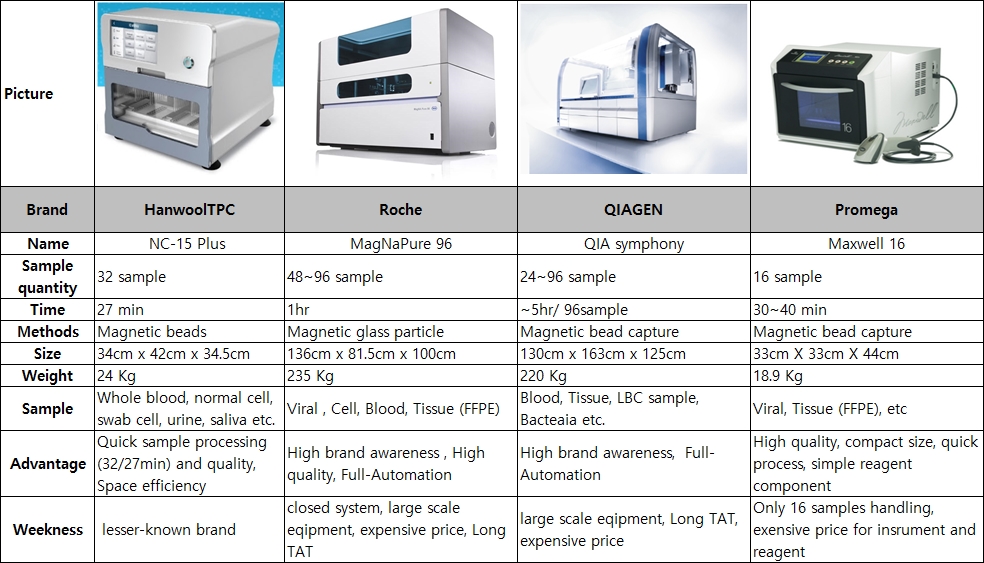 Picture
16
Maxwell
Brand HanwoolTPC Roche QIAGEN Promega
Name NC-15 Plus MagNaPure 96 QIA symphony Maxwell 16
Sample quantity 32 sample 48~96 sample 24~96 sample 16 sample
Time 27 min 1hr ~5hr/ 96sample 30~40 min
Methods Magnetic beads Magnetic glass particle Magnetic bead capture Magnetic bead capture
Size 34cm x 42cm x 34.5cm 136cm x 81.5cm x 100cm 130cm x 163cm x 125cm 33cm X 33cm X 44cm
Weight 24 Kg 235 Kg 220 Kg 18.9 Kg
Sample
Whole blood, normal cell,
swab cell, urine, saliva etc.
Viral , Cell, Blood, Tissue (FFPE)
Blood, Tissue, LBC sample,
Bacteaia etc.
Viral, Tissue (FFPE), etc
Advantage
Quick sample processing
(32/27min) and quality,
Space efficiency
High brand awareness , High
quality, Full-Automation
High brand awareness,  Full-
Automation
High quality, compact size, quick
process, simple reagent
component
Weekness
lesser-known brand
closed system, large scale
eqipment, expensive price, Long
TAT
large scale eqipment, Long TAT,
expensive price
Only 16 samples handling,
exensive price for insrument and
reagent